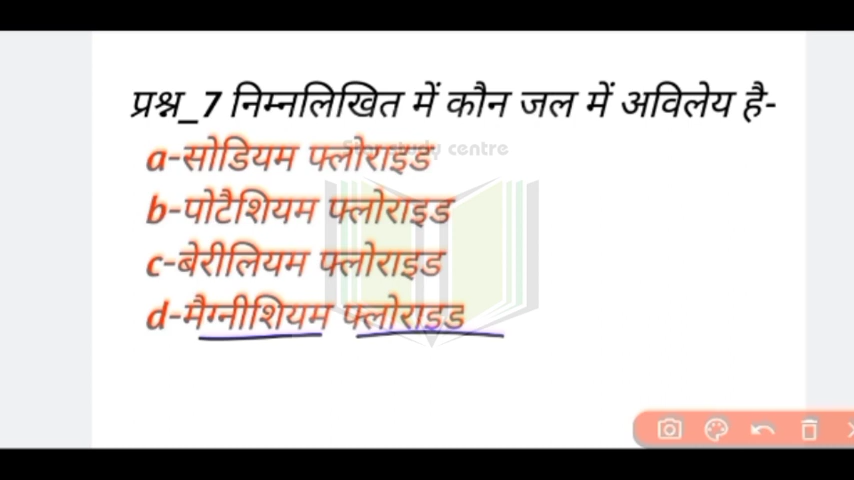 प्रश्न_7 निम्नलिखित में कौन जल में अविलेय है-
a-सोडियम फ्लोराइड
b-पोटैशियम फ्लोराइड
c-बेरीलियम फ्लोराइड
d-मैग्नीशियम फ्लोराइड